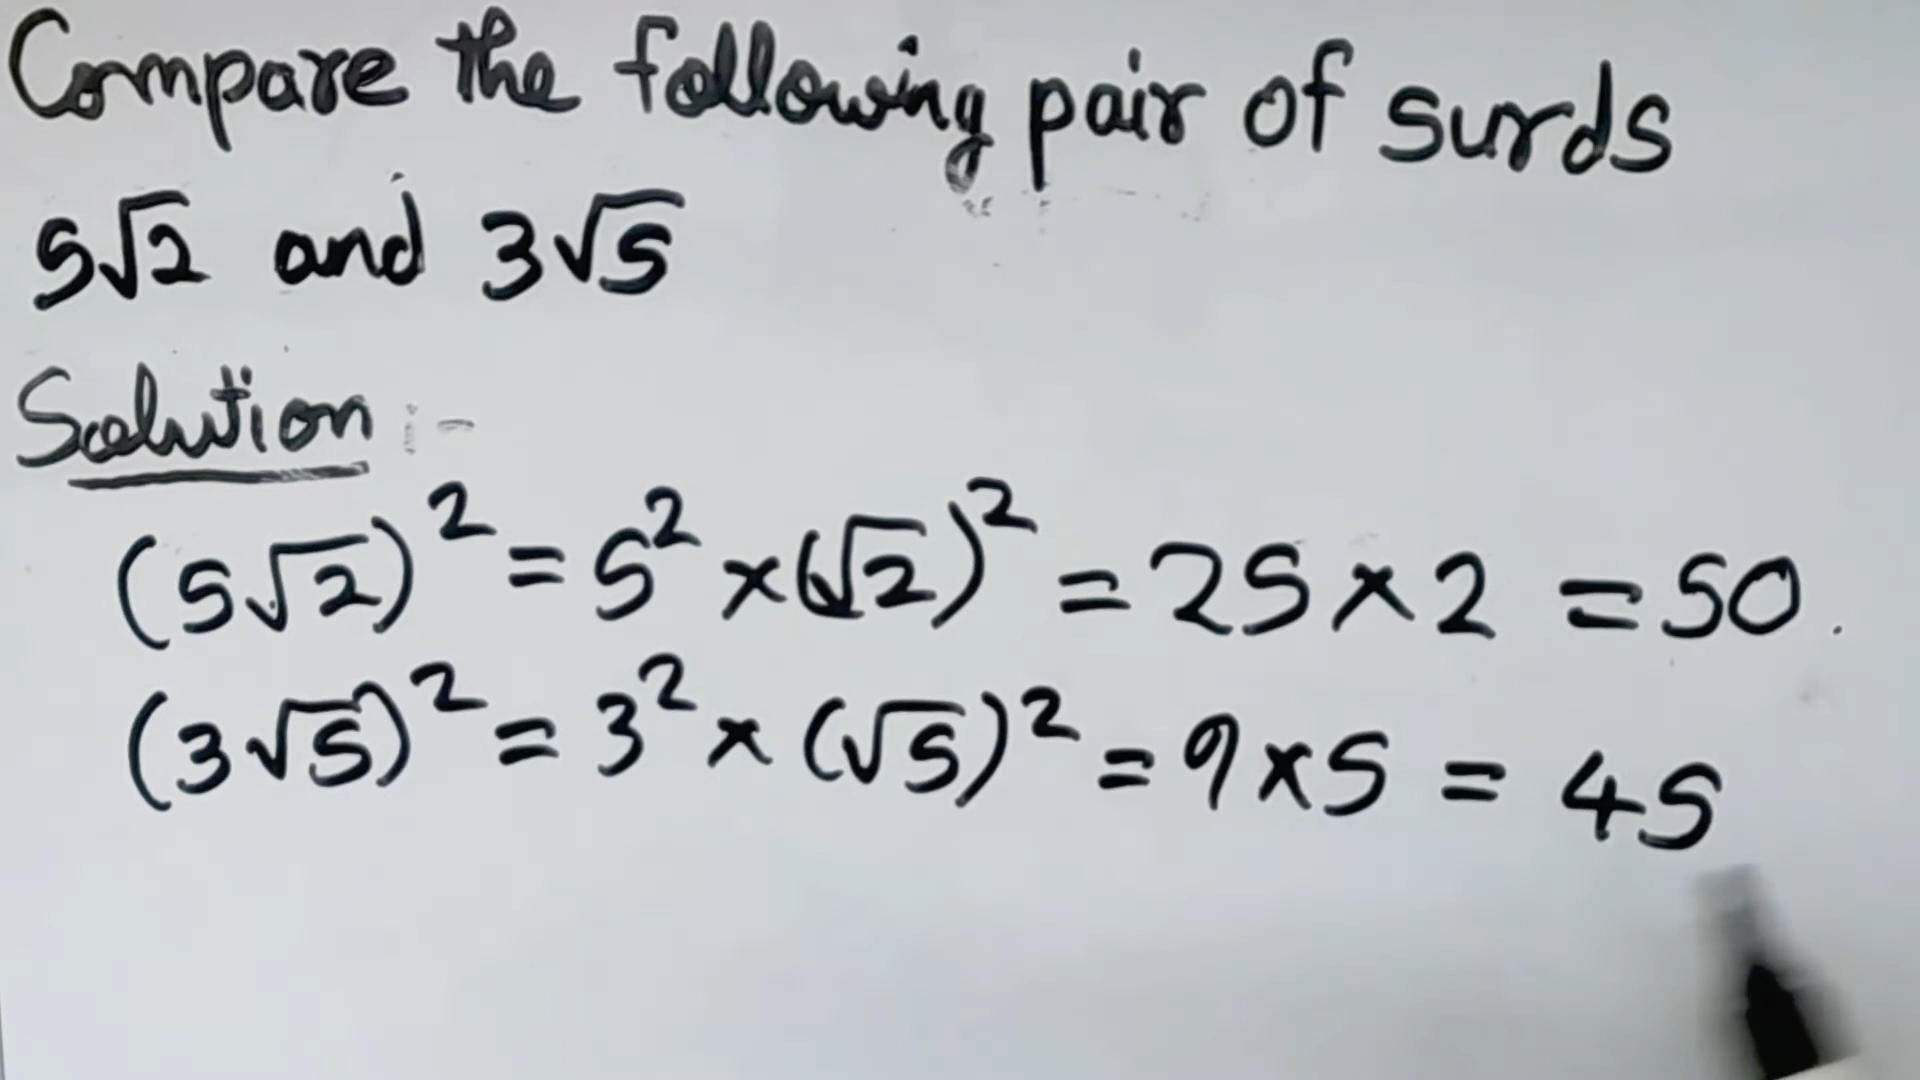 Compare the following pair of surds
5√2 and 3√5
Solution :-
(5√2)² = 5² × (√2)² = 25 × 2 = 50.
(3√5)² = 3² × (√5)² = 9 × 5 = 45